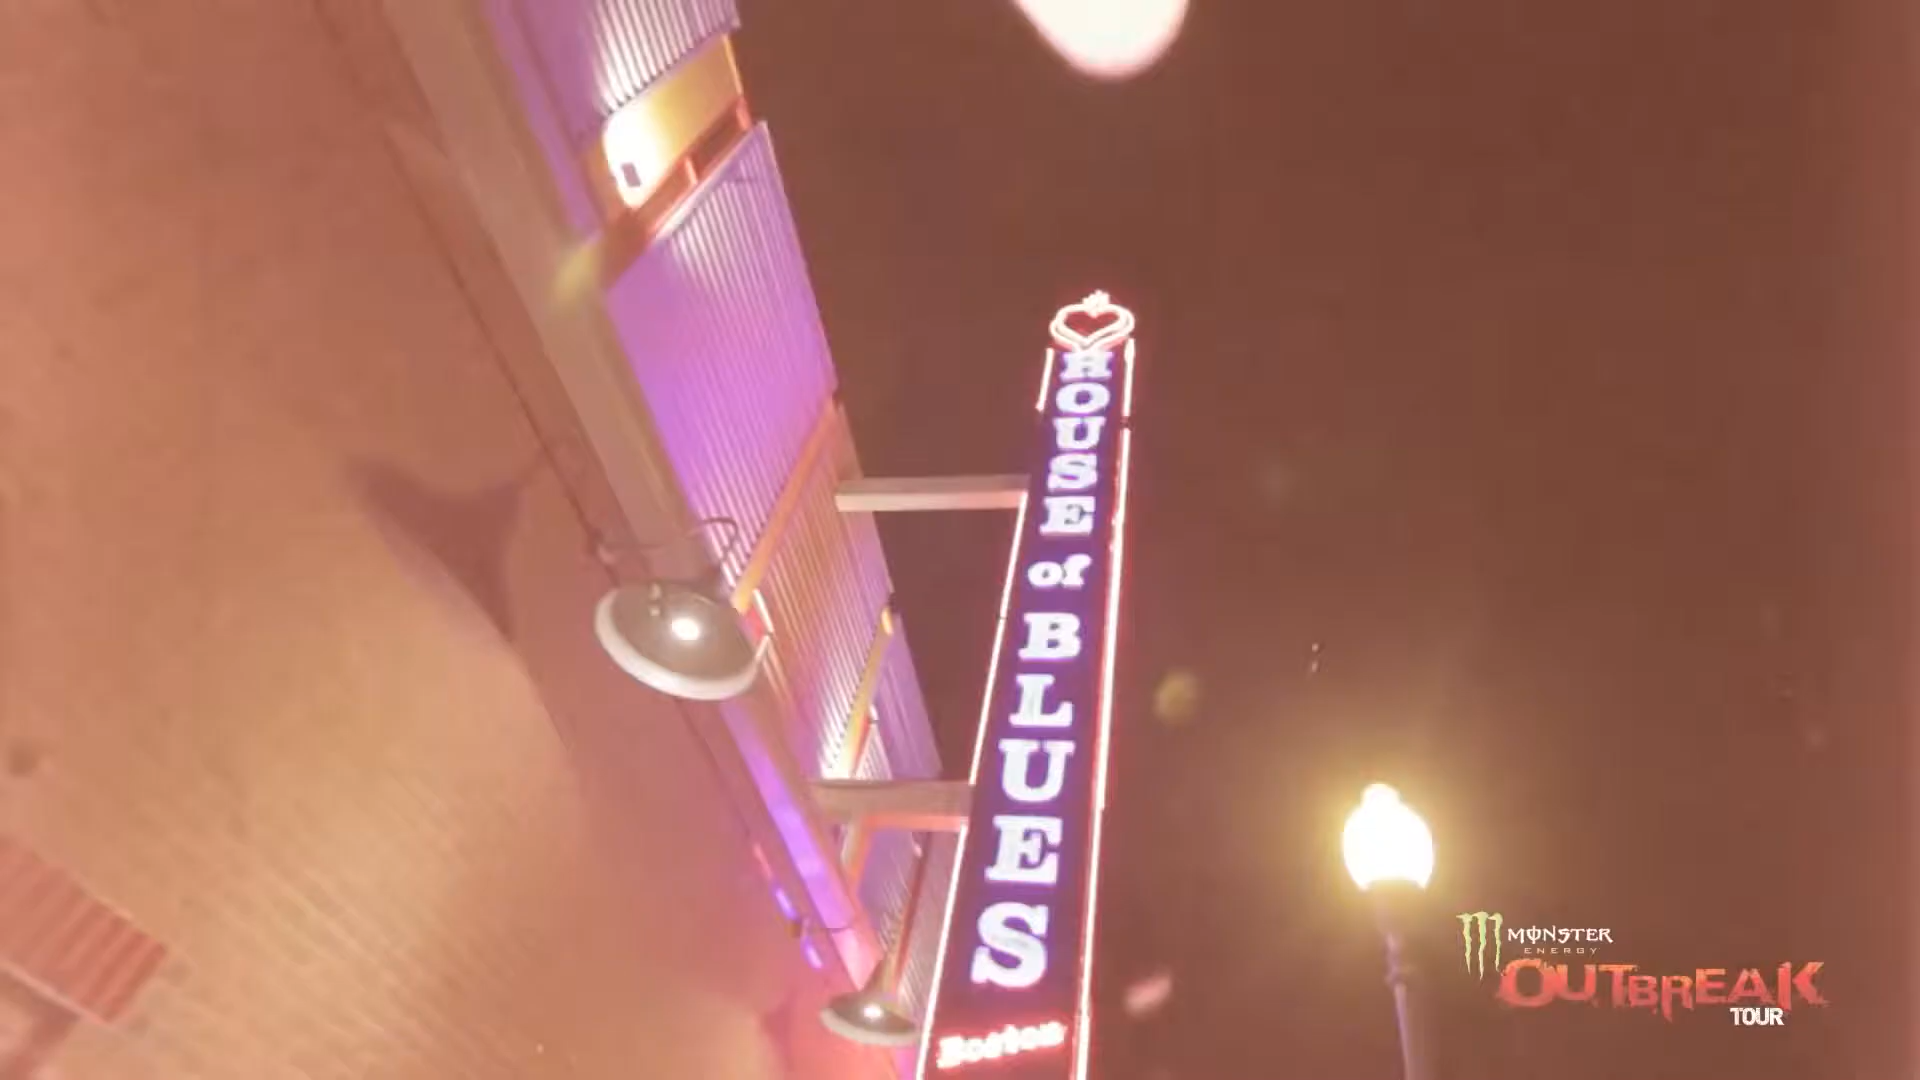 HOUSE
of
BLUES
Boston
MONSTER
ENERGY
OUTBREAK
TOUR